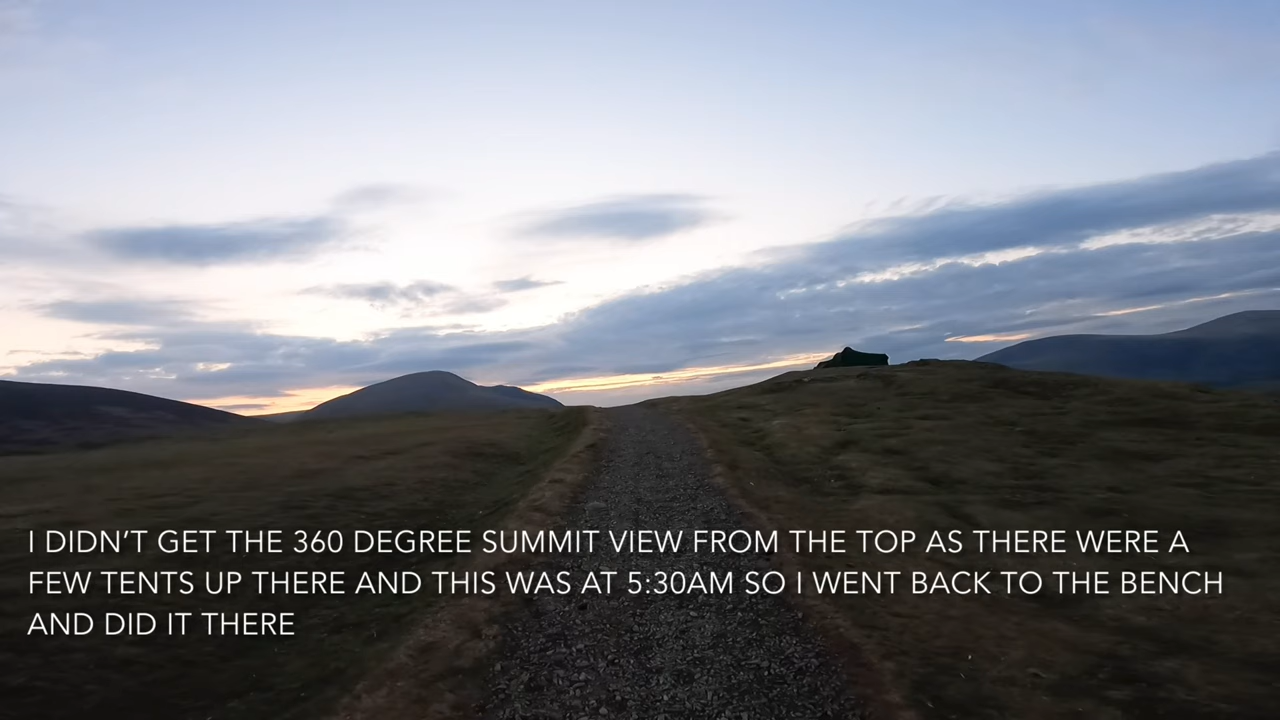 I DIDN'T GET THE 360 DEGREE SUMMIT VIEW FROM THE TOP AS THERE WERE A
FEW TENTS UP THERE AND THIS WAS AT 5:30AM SO I WENT BACK TO THE BENCH
AND DID IT THERE